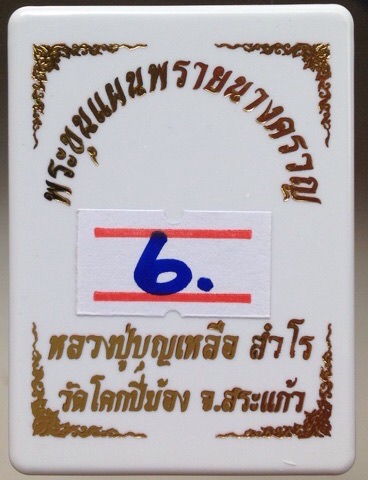 พระขุนแผนพรายนางครวญ
6.
หลวงปู่บุญเหลือ สํวโร
วัดโคกปี่ฆ้อง จ.สระแก้ว